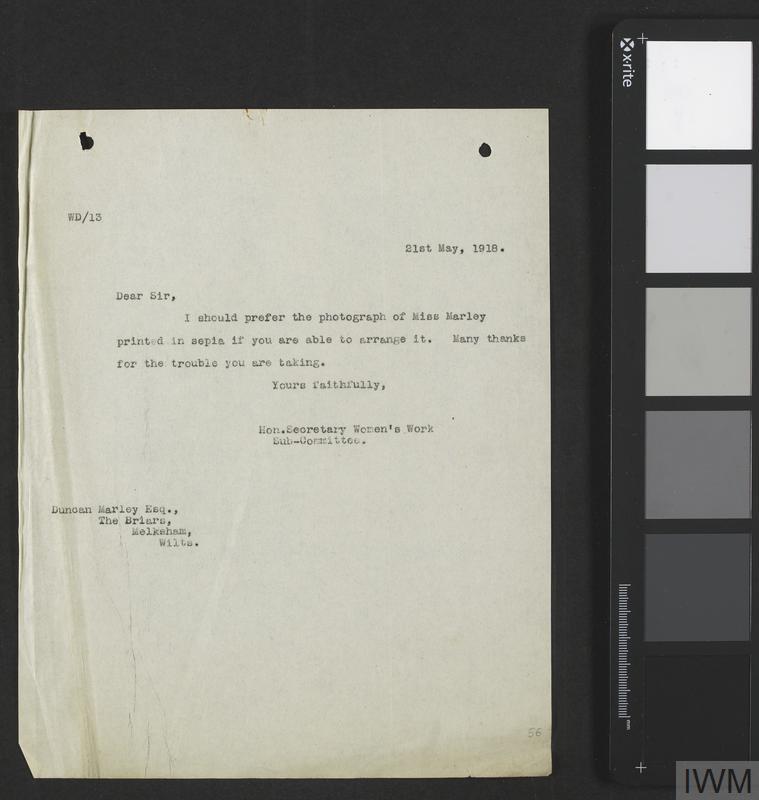 WD/13
21st May, 1918.
Dear Sir,
I should prefer the photograph of Miss Marley
printed in sepia if you are able to arrange it. Many thanks
for the trouble you are taking.
Yours faithfully,
Hon.Secretary Women's Work
Sub-Committee.
Duncan Marley Esq.,
The Briars,
Melksham,
Wilts.
56
x-rite
mm
IWM